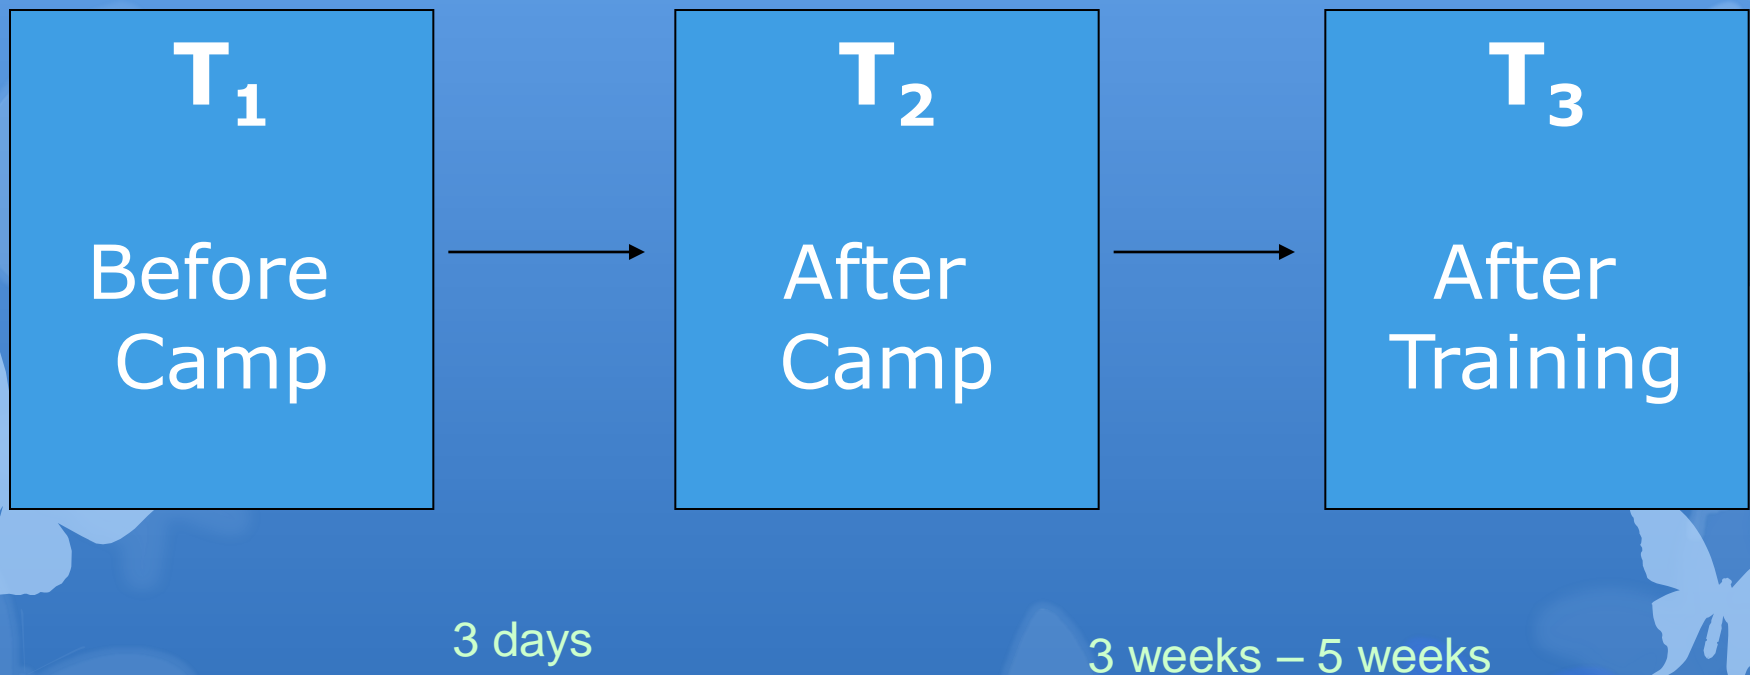 T₁
Before
Camp
T₂
After
Camp
T₃
After
Training
3 days
3 weeks – 5 weeks